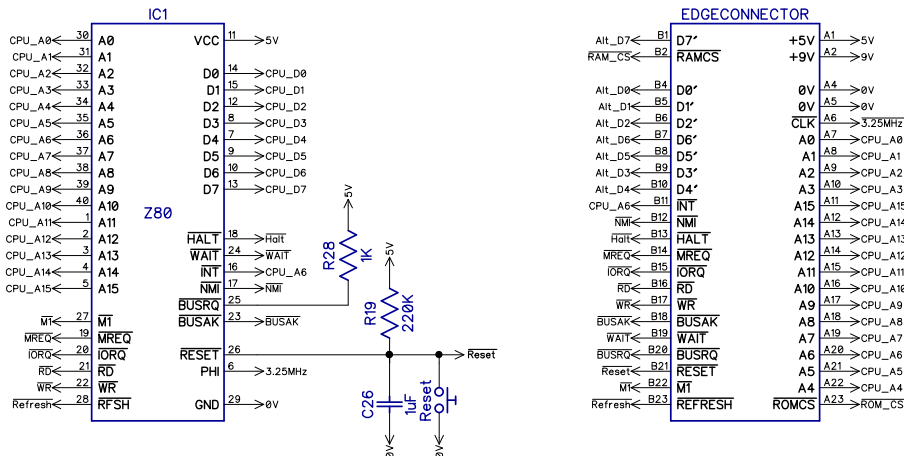 IC1
CPU_A0 30 A0 VCC 11 5V
CPU_A1 31 A1
CPU_A2 32 A2 D0 14 CPU_D0
CPU_A3 33 A3 D1 15 CPU_D1
CPU_A4 34 A4 D2 12 CPU_D2
CPU_A5 35 A5 D3 8 CPU_D3
CPU_A6 36 A6 D4 7 CPU_D4
CPU_A7 37 A7 D5 9 CPU_D5
CPU_A8 38 A8 D6 10 CPU_D6
CPU_A9 39 A9 D7 13 CPU_D7
CPU_A10 40 A10
CPU_A11 1 A11
Z80
CPU_A12 2 A12 HALT 18 Halt
CPU_A13 3 A13 WAIT 24 WAIT
CPU_A14 4 A14 INT 16 CPU_A6
CPU_A15 5 A15 NMI 17 NMI
BUSRQ 25
M1 27 M1 BUSAK 23 BUSAK
MREQ 19 MREQ
IORQ 20 IORQ RESET 26 Reset
RD 21 RD PHI 6 3.25MHz
WR 22 WR
Refresh 28 RFSH GND 29 0V
5V
R28
1K
5V
R19
220K
C26
1uF
Reset
0V
0V
EDGECONNECTOR
Alt_D7 B1 D7' +5V A1 5V
RAM_CS B2 RAMCS +9V A2 9V
Alt_D0 B4 D0' 0V A4 0V
Alt_D1 B5 D1' 0V A5 0V
Alt_D2 B6 D2' CLK A6 3.25MHz
Alt_D6 B7 D6' A0 A7 CPU_A0
Alt_D5 B8 D5' A1 A8 CPU_A1
Alt_D3 B9 D3' A2 A9 CPU_A2
Alt_D4 B10 D4' A3 A10 CPU_A3
CPU_A6 B11 INT A15 A11 CPU_A15
NMI B12 NMI A14 A12 CPU_A14
Halt B13 HALT A13 A13 CPU_A13
MREQ B14 MREQ A12 A14 CPU_A12
IORQ B15 IORQ A11 A15 CPU_A11
RD B16 RD A10 A16 CPU_A10
WR B17 WR A9 A17 CPU_A9
BUSAK B18 BUSAK A8 A18 CPU_A8
WAIT B19 WAIT A7 A19 CPU_A7
BUSRQ B20 BUSRQ A6 A20 CPU_A6
Reset B21 RESET A5 A21 CPU_A5
M1 B22 M1 A4 A22 CPU_A4
Refresh B23 REFRESH ROMCS A23 ROM_CS